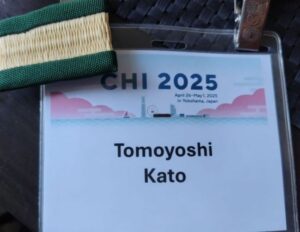 CHI 2025
April 26-May 1, 2025
in Yokohama, Japan
Tomoyoshi
Kato